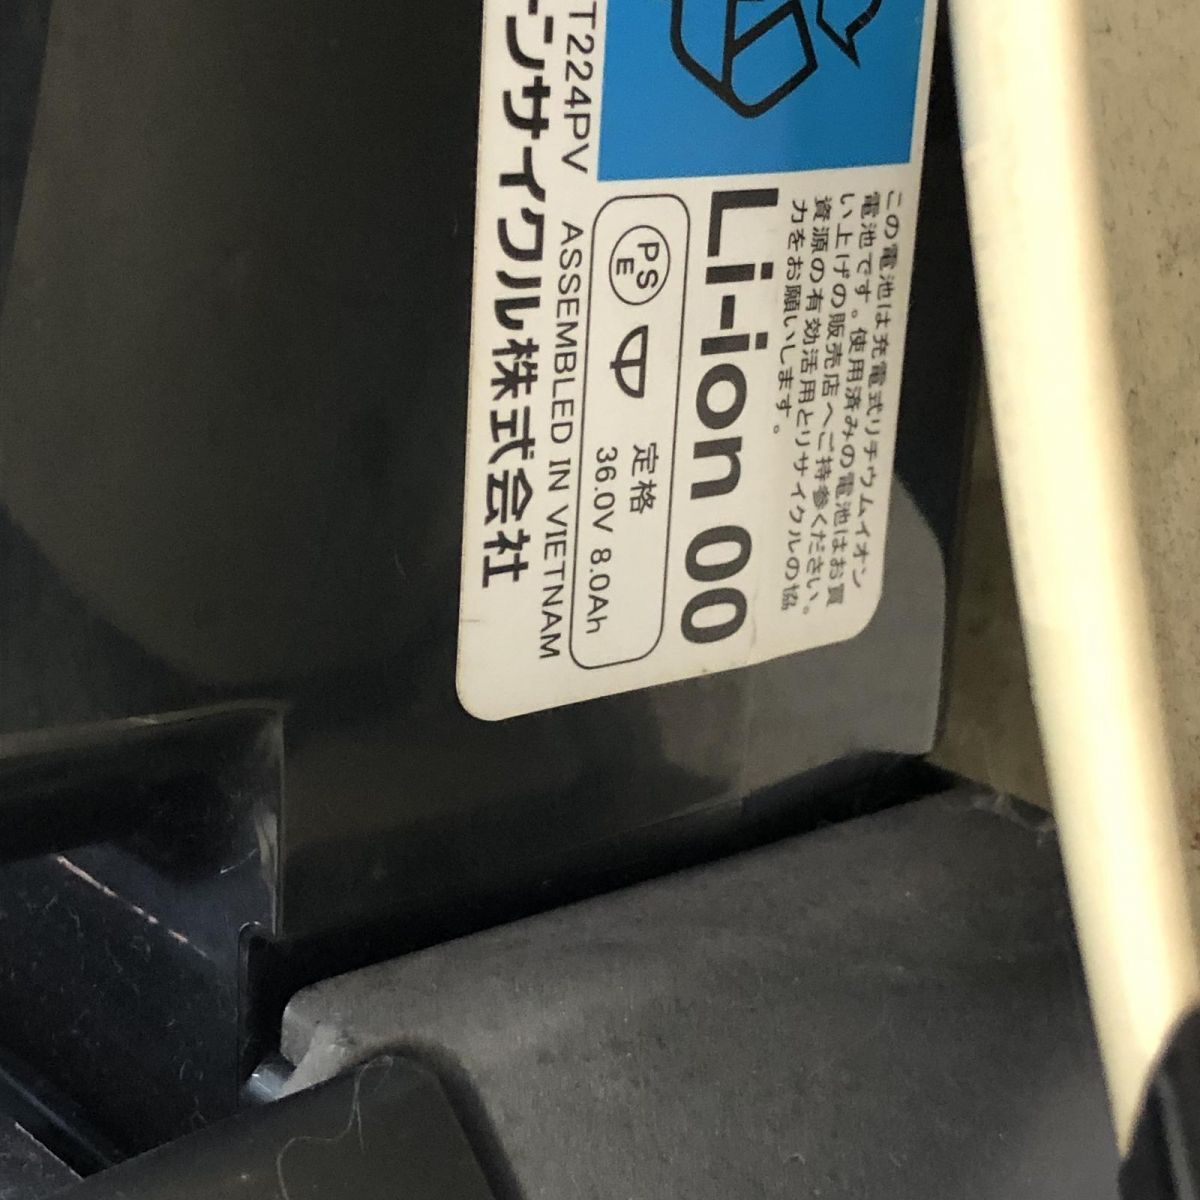 この電池は充電式リチウムイオン
電池です。使用済みの電池はお買
い上げの販売店へご持参ください。
資源の有効活用とリサイクルの協
力をお願いします。
Li-ion 00
PS
E
定格
36.0V 8.0Ah
T224PV ASSEMBLED IN VIETNAM
ーンサイクル株式会社